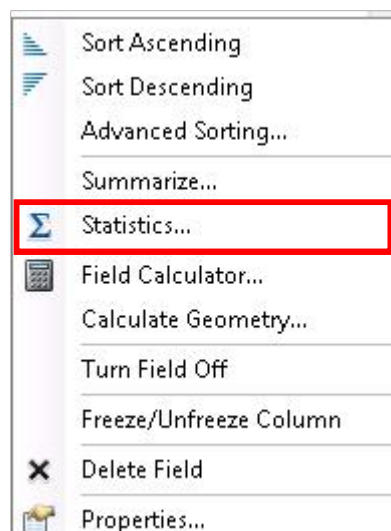 Sort Ascending
Sort Descending
Advanced Sorting...
Summarize...
Statistics...
Field Calculator...
Calculate Geometry...
Turn Field Off
Freeze/Unfreeze Column
Delete Field
Properties...